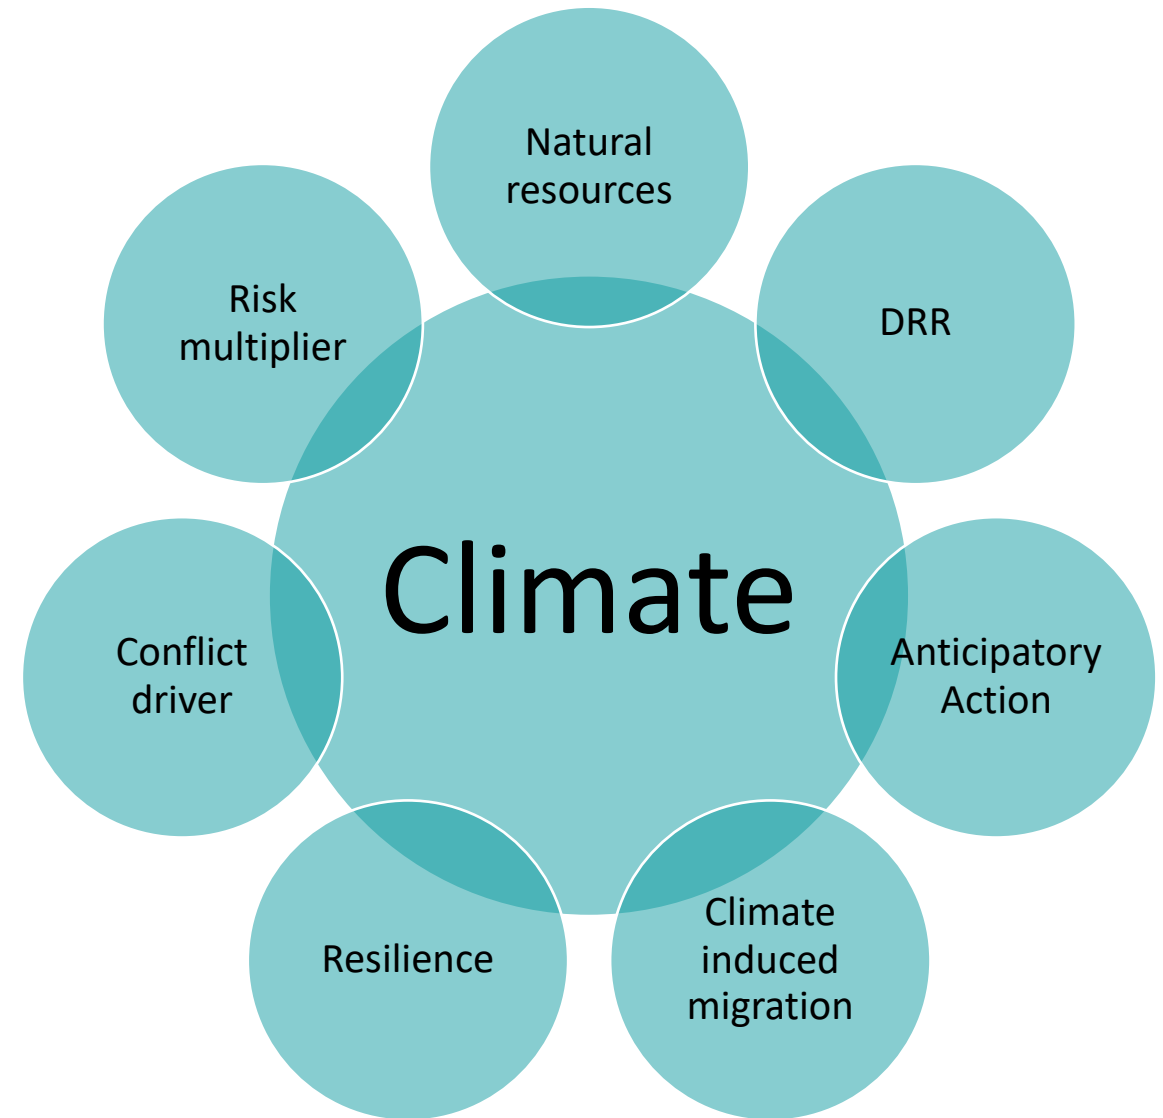 Natural
resources
DRR
Anticipatory
Action
Climate
induced
migration
Resilience
Conflict
driver
Risk
multiplier
Climate